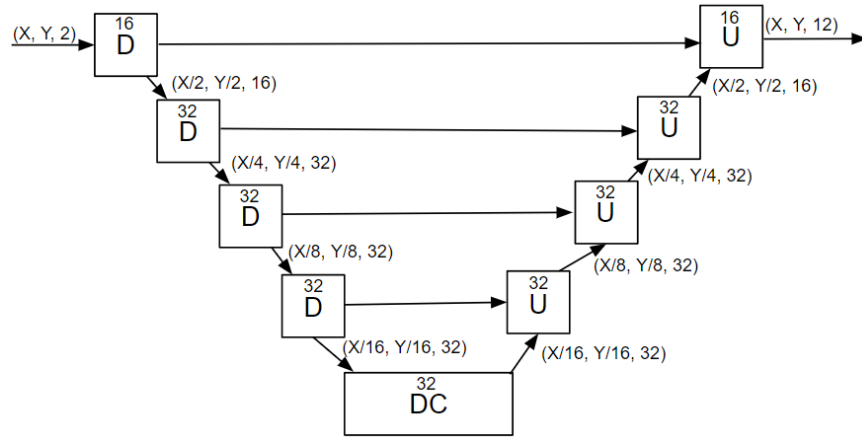 (X, Y, 2)
16
D
16
U
(X, Y, 12)
(X/2, Y/2, 16)
(X/2, Y/2, 16)
32
D
32
U
(X/4, Y/4, 32)
(X/4, Y/4, 32)
32
D
32
U
(X/8, Y/8, 32)
(X/8, Y/8, 32)
32
D
32
U
(X/16, Y/16, 32)
(X/16, Y/16, 32)
32
DC